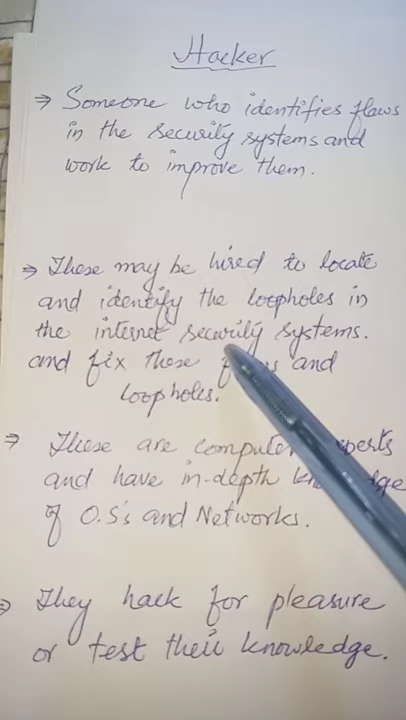 Hacker
⇒ Someone who identifies flaws
in the security systems and
work to improve them.
⇒ These may be hired to locate
and identify the loopholes in
the internet security systems.
and fix these and
loopholes.
⇒ These are computer
and have in-depth
of O.S's and Networks.
⇒ They hack for pleasure
or test their knowledge.